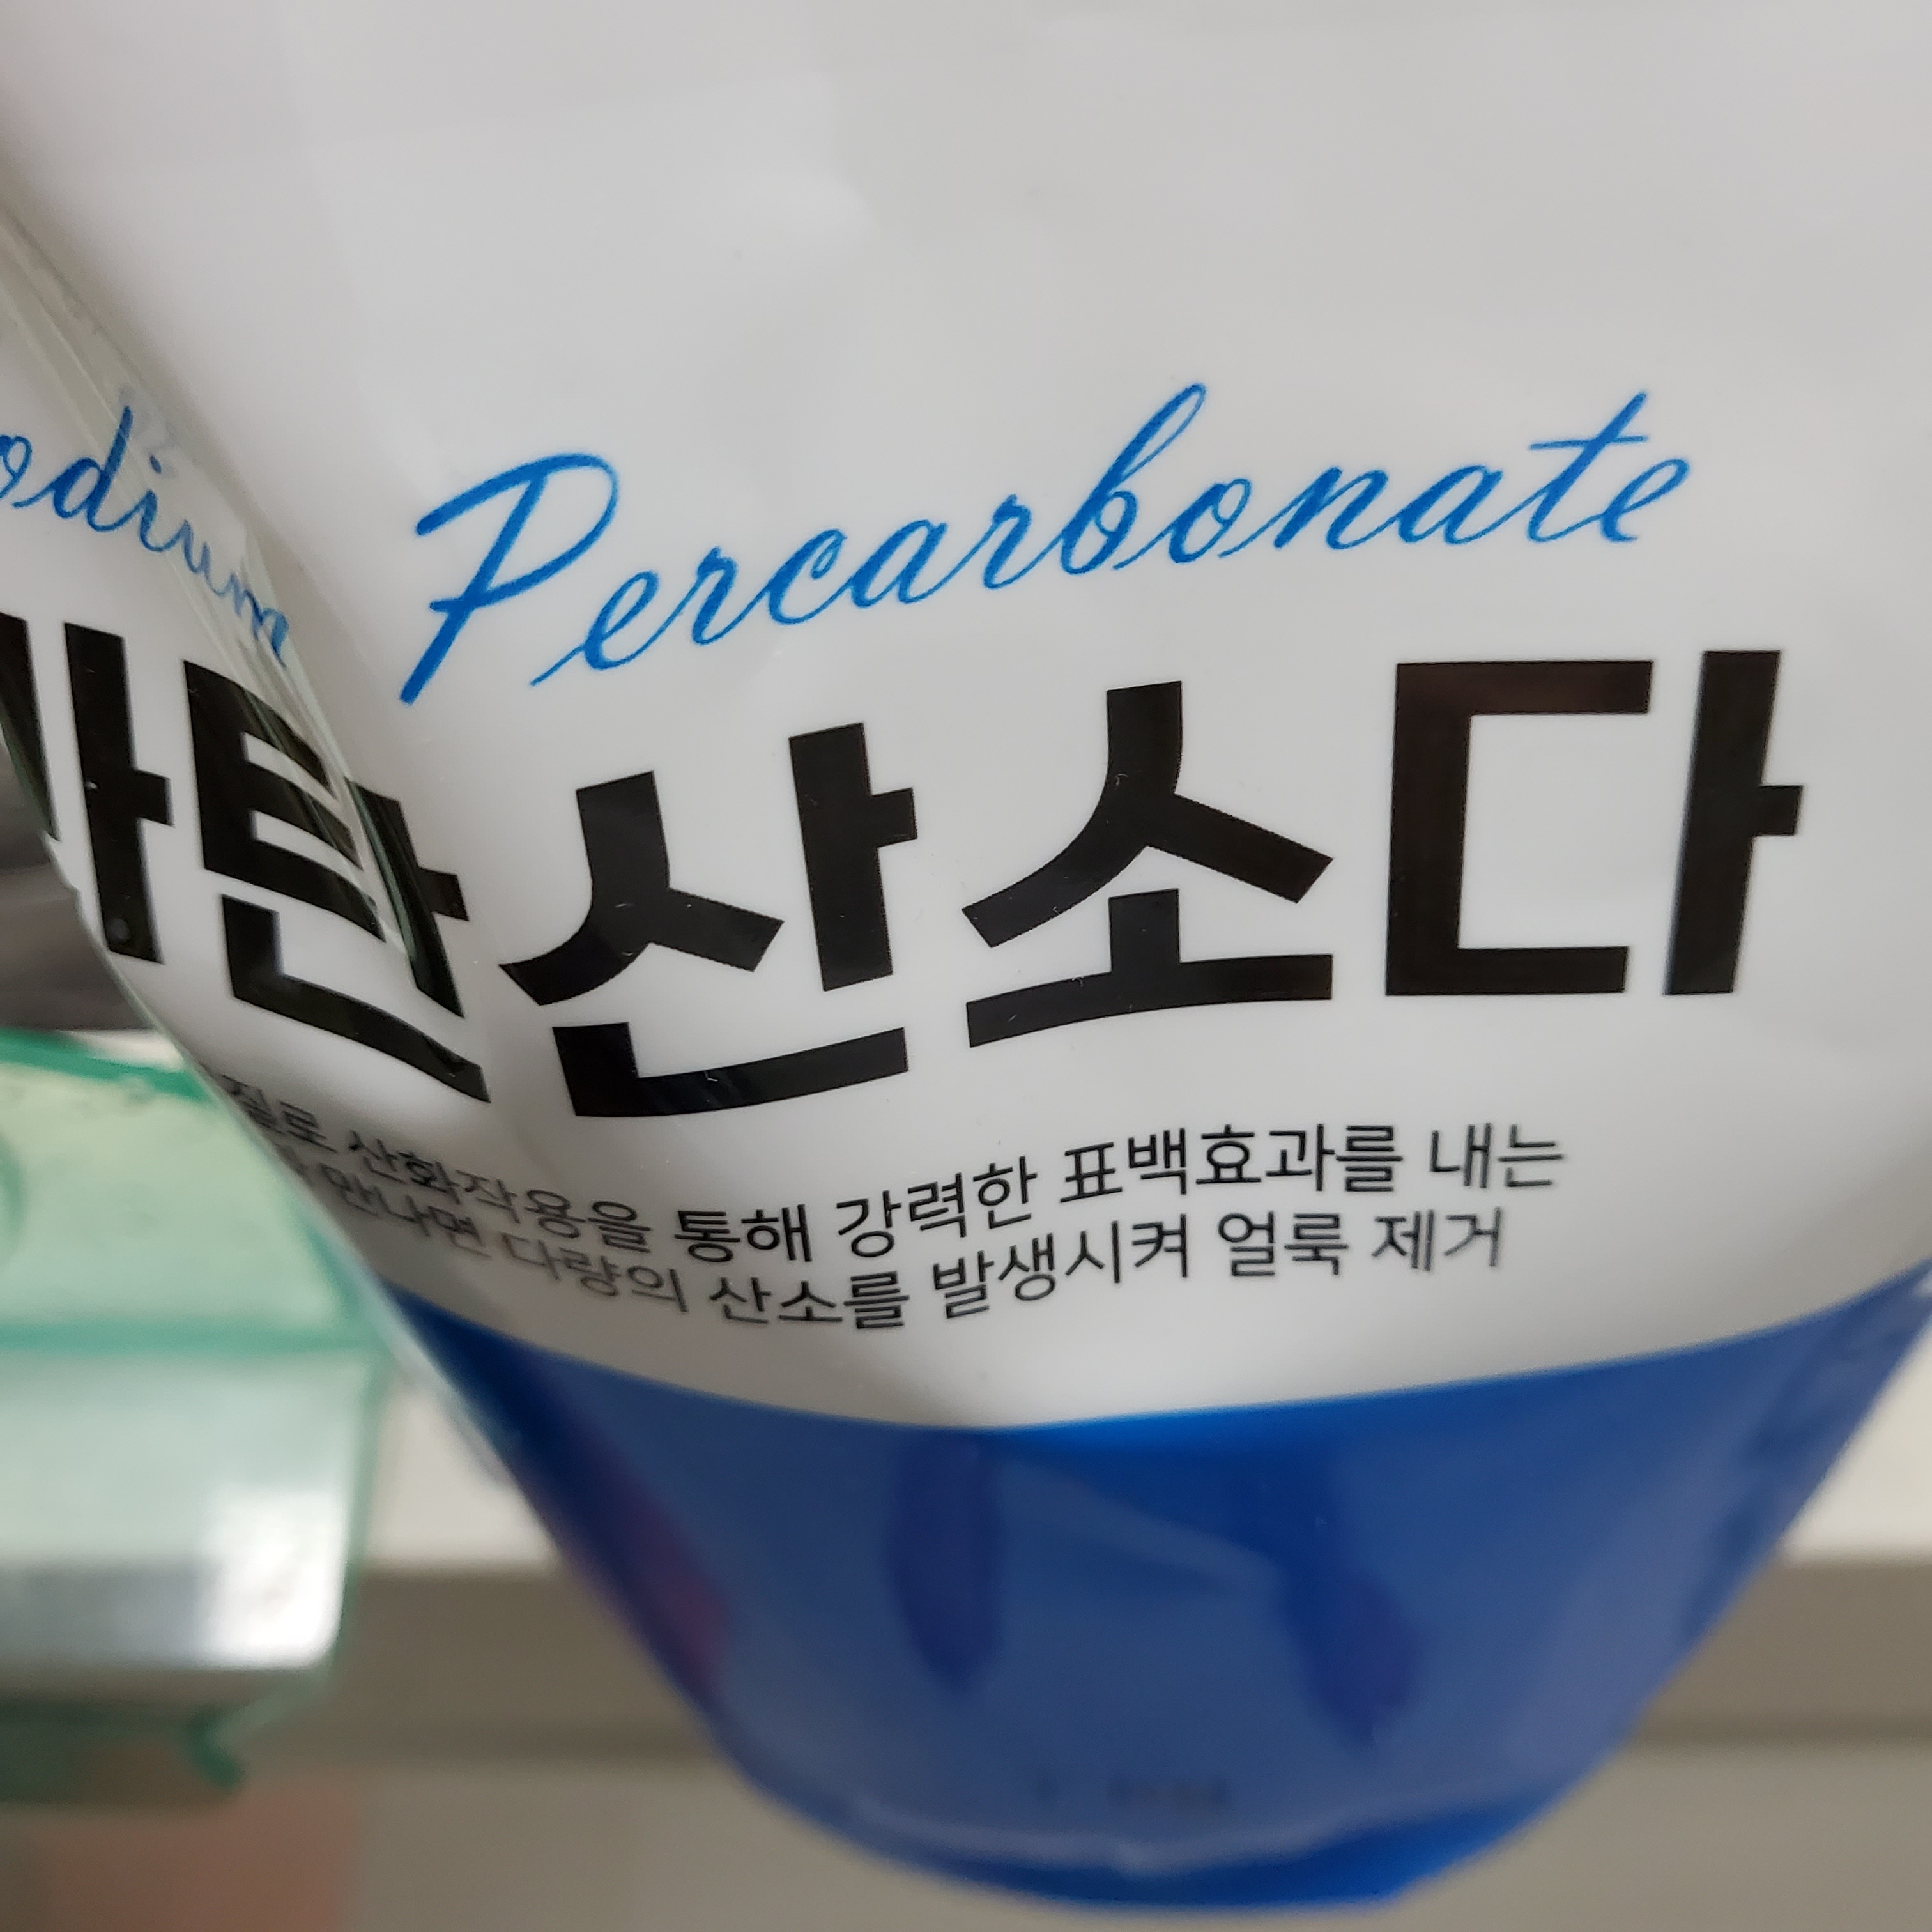 odium Percarbonate
탄산소다
질로 산화작용을 통해 강력한 표백효과를 내는
만나면 다량의 산소를 발생시켜 얼룩 제거